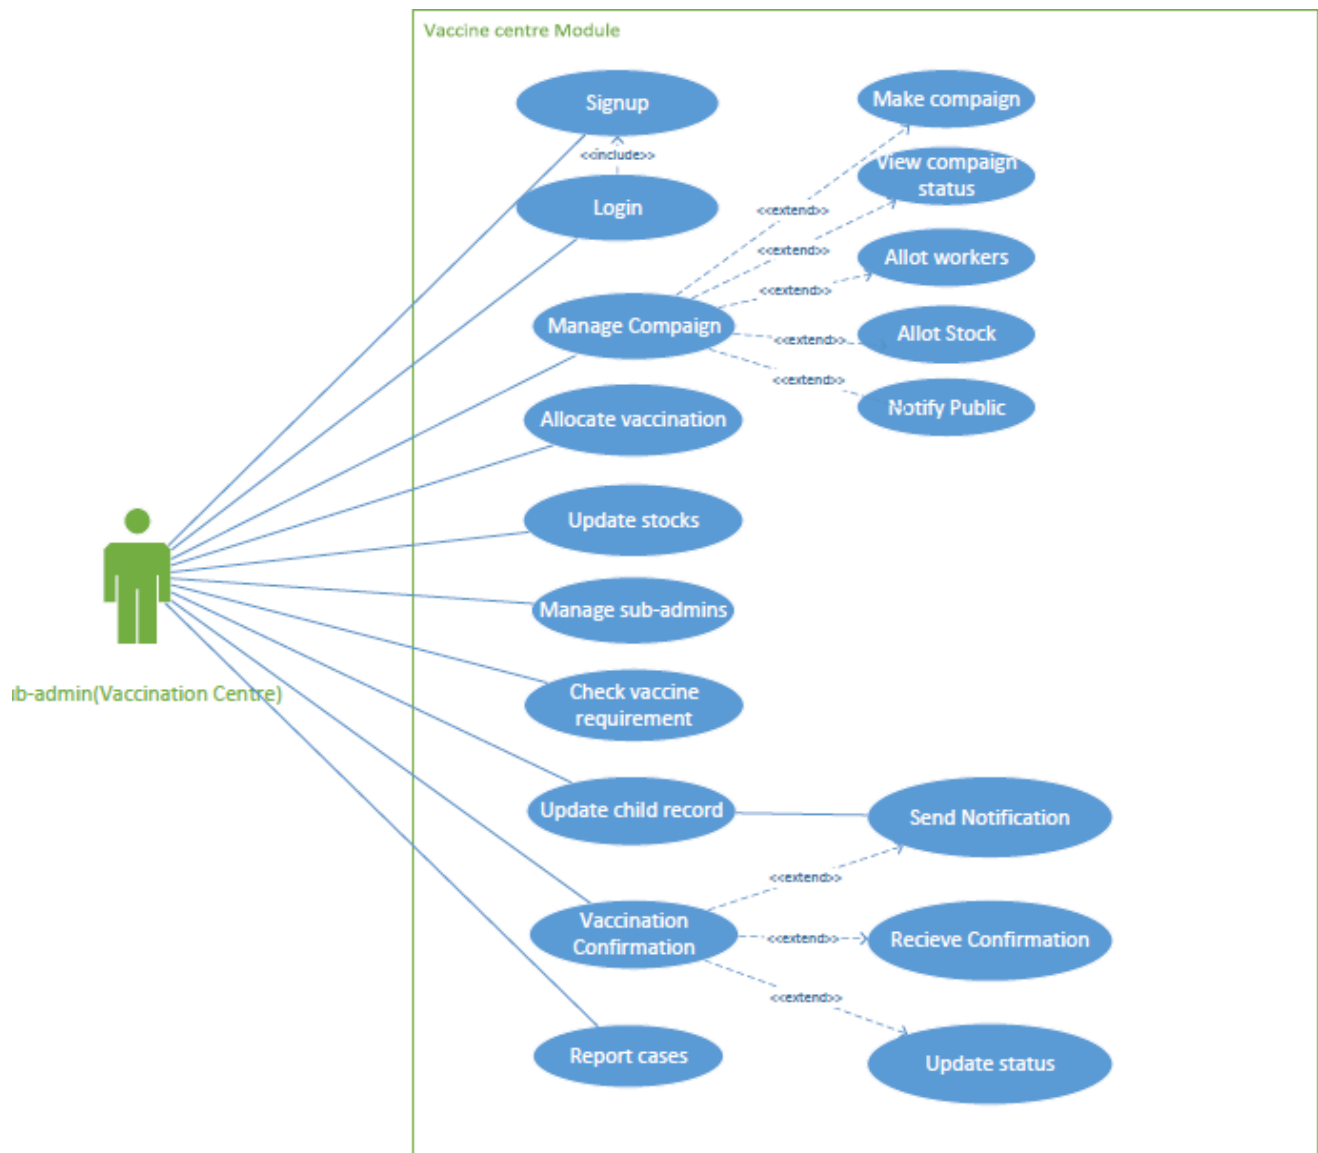 Vaccine centre Module
Signup
<<include>>
Login
Make compaign
View compaign
status
Allot workers
Allot Stock
Notify Public
<<extend>>
<<extend>>
<<extend>>
<<extend>>
<<extend>>
Manage Compaign
Allocate vaccination
Update stocks
Manage sub-admins
Check vaccine
requirement
ub-admin(Vaccination Centre)
Update child record
Send Notification
<<extend>>
Vaccination
Confirmation
<<extend>>
Recieve Confirmation
<<extend>>
Report cases
Update status